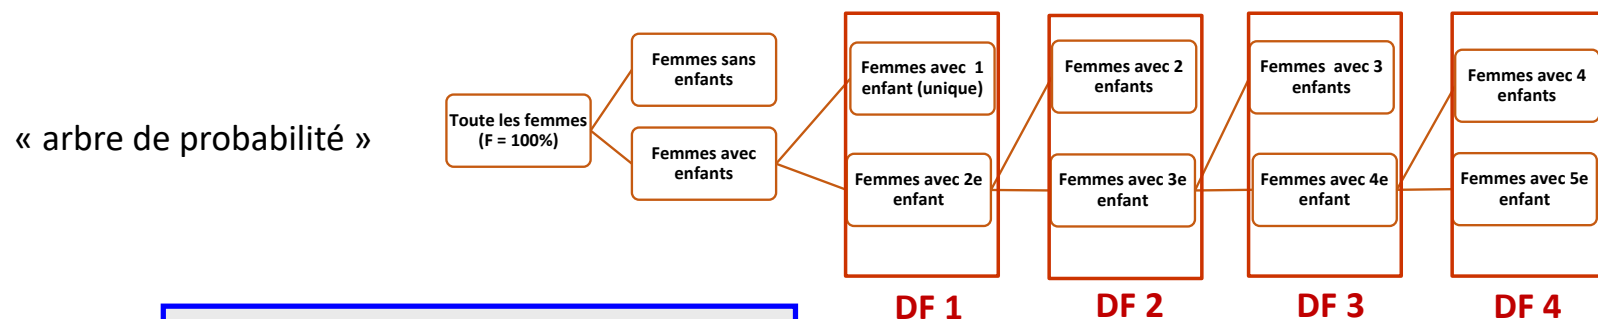 « arbre de probabilité »
Toute les femmes
(F = 100%)
Femmes sans
enfants
Femmes avec
enfants
Femmes avec  1
enfant (unique)
Femmes avec 2e
enfant
Femmes avec 2
enfants
Femmes avec 3e
enfant
Femmes  avec 3
enfants
Femmes avec 4e
enfant
Femmes avec 4
enfants
Femmes avec 5e
enfant
DF 1
DF 2
DF 3
DF 4